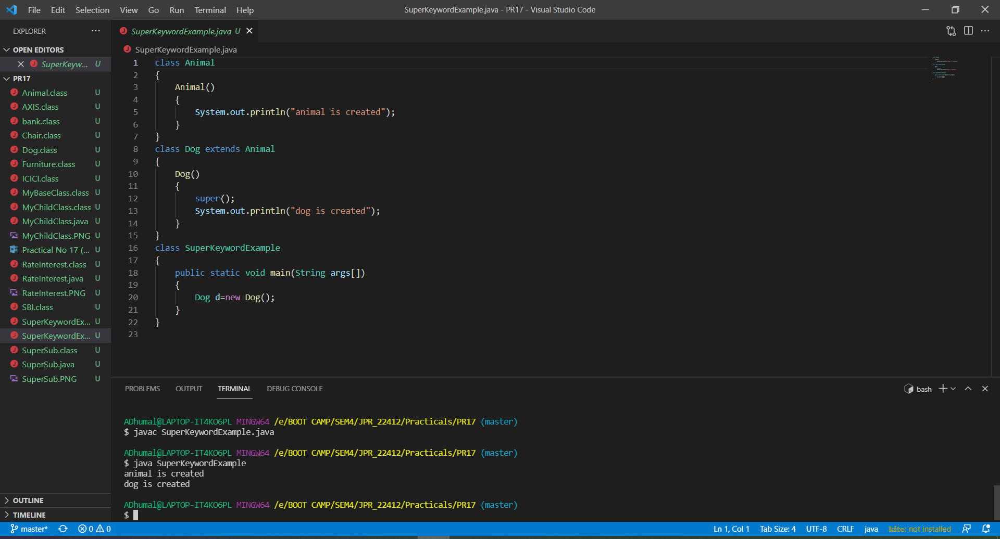 File Edit Selection View Go Run Terminal Help
SuperKeywordExample.java - PR17 - Visual Studio Code
EXPLORER
SuperKeywordExample.java U
OPEN EDITORS
SuperKeyw... U
PR17
Animal.class U
AXIS.class U
bank.class U
Chair.class U
Dog.class U
Furniture.class U
ICICI.class U
MyBaseClass.class U
MyChildClass.class U
MyChildClass.java U
MyChildClass.PNG U
Practical No 17 (... U
RateInterest.class U
RateInterest.java U
RateInterest.PNG U
SBI.class U
SuperKeywordEx... U
SuperKeywordEx... U
SuperSub.class U
SuperSub.java U
SuperSub.PNG U
OUTLINE
TIMELINE
SuperKeywordExample.java
1 class Animal
2 {
3     Animal()
4     {
5         System.out.println("animal is created");
6     }
7 }
8 class Dog extends Animal
9 {
10     Dog()
11     {
12         super();
13         System.out.println("dog is created");
14     }
15 }
16 class SuperKeywordExample
17 {
18     public static void main(String args[])
19     {
20         Dog d=new Dog();
21     }
22 }
23
PROBLEMS OUTPUT TERMINAL DEBUG CONSOLE
bash
ADhumal@LAPTOP-IT4KO6PL MINGW64 /e/BOOT CAMP/SEM4/JPR_22412/Practicals/PR17 (master)
$ javac SuperKeywordExample.java
ADhumal@LAPTOP-IT4KO6PL MINGW64 /e/BOOT CAMP/SEM4/JPR_22412/Practicals/PR17 (master)
$ java SuperKeywordExample
animal is created
dog is created
ADhumal@LAPTOP-IT4KO6PL MINGW64 /e/BOOT CAMP/SEM4/JPR_22412/Practicals/PR17 (master)
$
master* 0 0
Ln 1, Col 1 Tab Size: 4 UTF-8 CRLF java kite: not installed